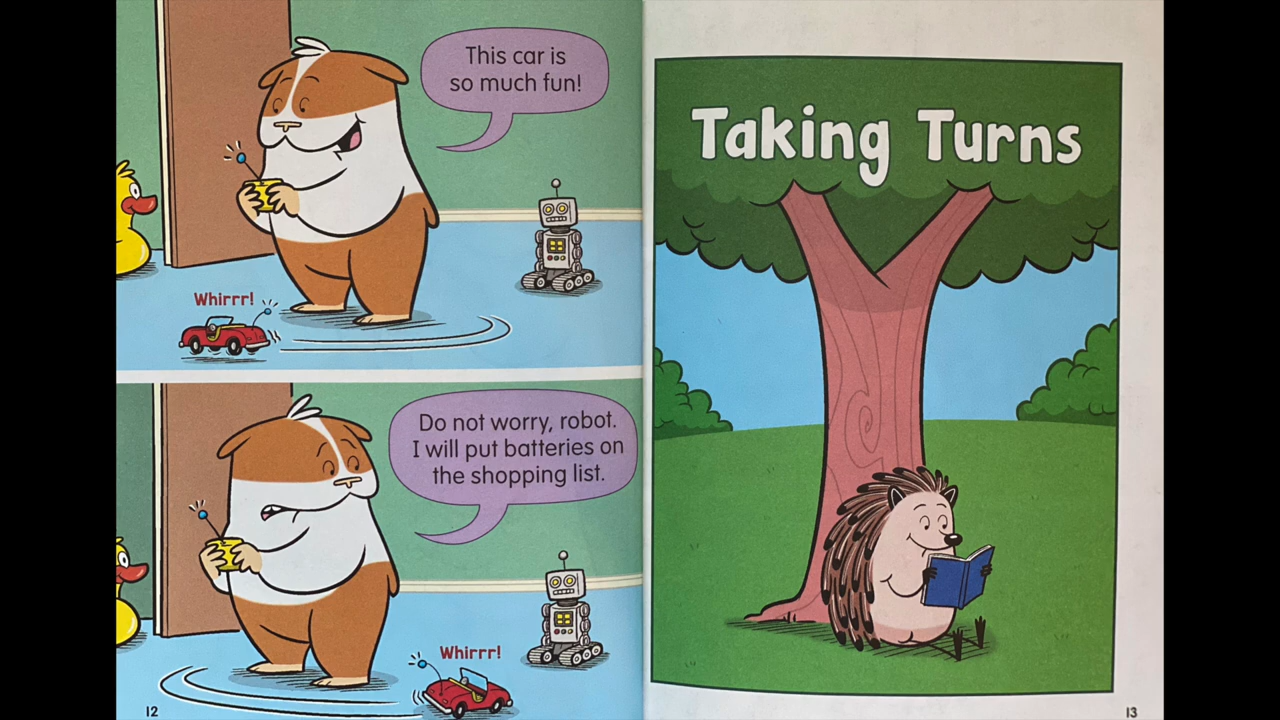 This car is
so much fun!
Whirrr!
Do not worry, robot.
I will put batteries on
the shopping list.
Whirrr!
12
Taking Turns
13